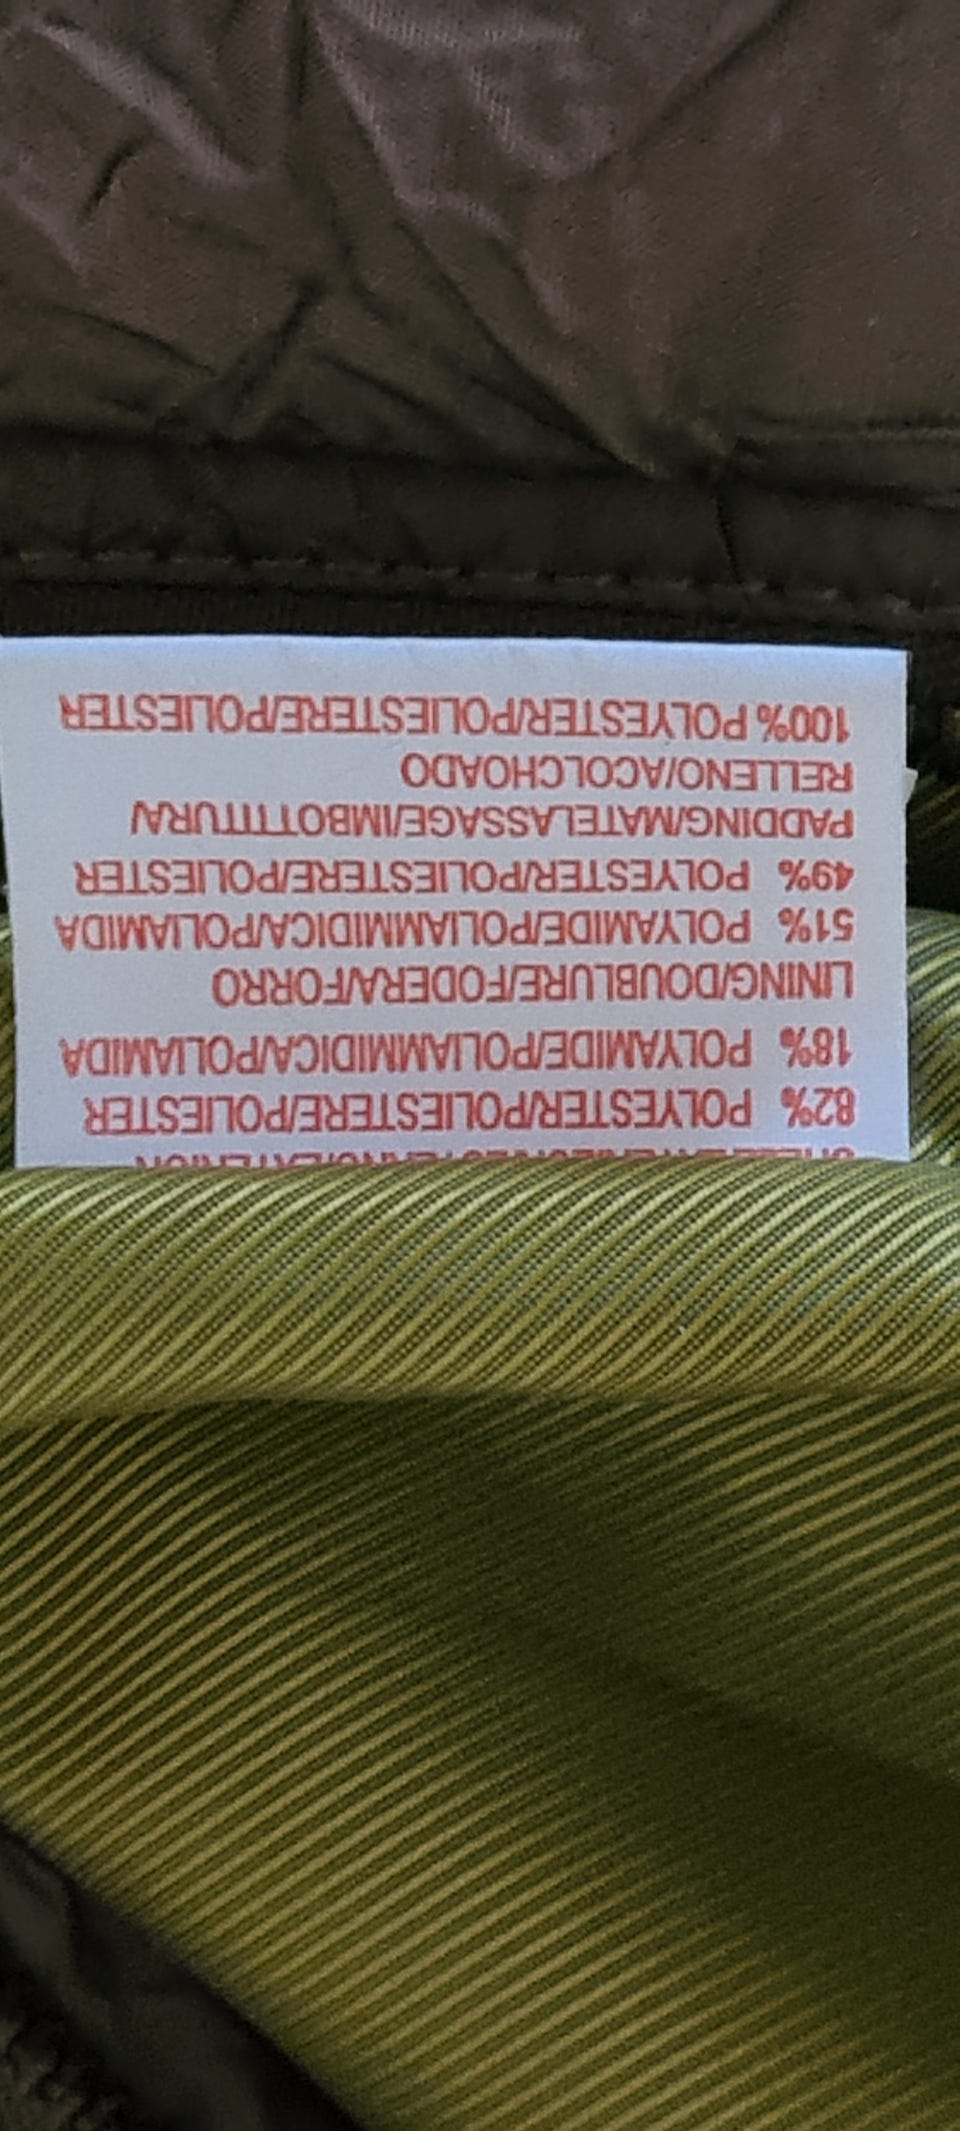 82% POLYESTER/POLIESTERE/POLIESTER
18% POLYAMIDE/POLIAMMIDICA/POLIAMIDA
LINING/DOUBLURE/FODERA/FORRO
51% POLYAMIDE/POLIAMMIDICA/POLIAMIDA
49% POLYESTER/POLIESTERE/POLIESTER
PADDING/MATELASSAGE/IMBOTTITURA/
RELLENO/ACOLCHOADO
100% POLYESTER/POLIESTERE/POLIESTER